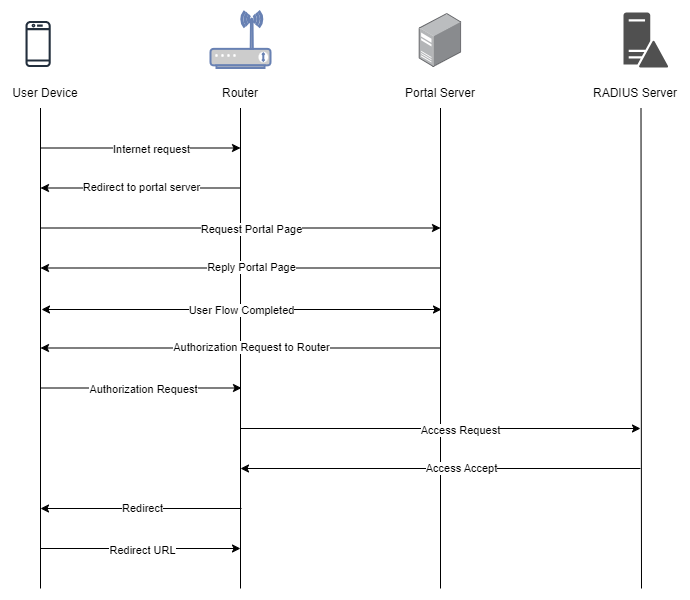 User Device
Router
Portal Server
RADIUS Server
Internet request
Redirect to portal server
Request Portal Page
Reply Portal Page
User Flow Completed
Authorization Request to Router
Authorization Request
Access Request
Access Accept
Redirect
Redirect URL